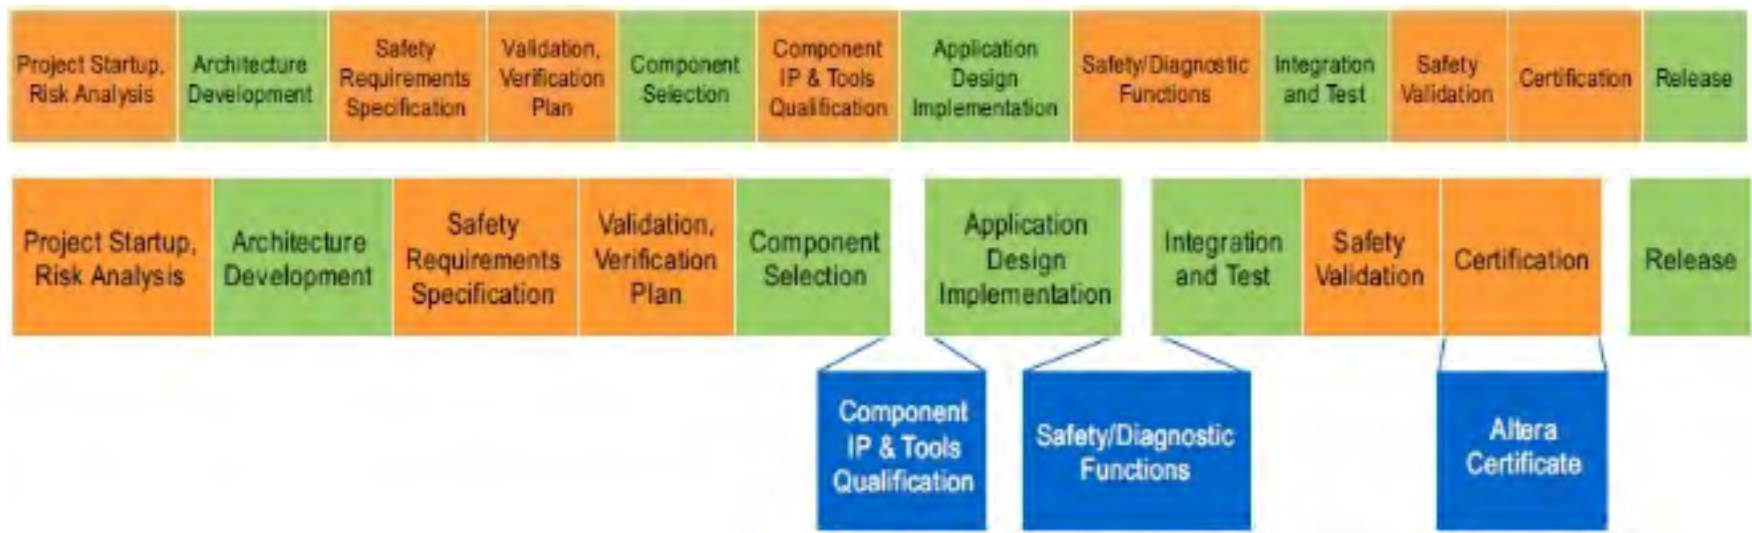 Project Startup,
Risk Analysis
Architecture
Development
Safety
Requirements
Specification
Validation,
Verification
Plan
Component
Selection
Component
IP & Tools
Qualification
Application
Design
Implementation
Safety/Diagnostic
Functions
Integration
and Test
Safety
Validation
Certification
Release
Project Startup,
Risk Analysis
Architecture
Development
Safety
Requirements
Specification
Validation,
Verification
Plan
Component
Selection
Application
Design
Implementation
Integration
and Test
Safety
Validation
Certification
Release
Component
IP & Tools
Qualification
Safety/Diagnostic
Functions
Altera
Certificate